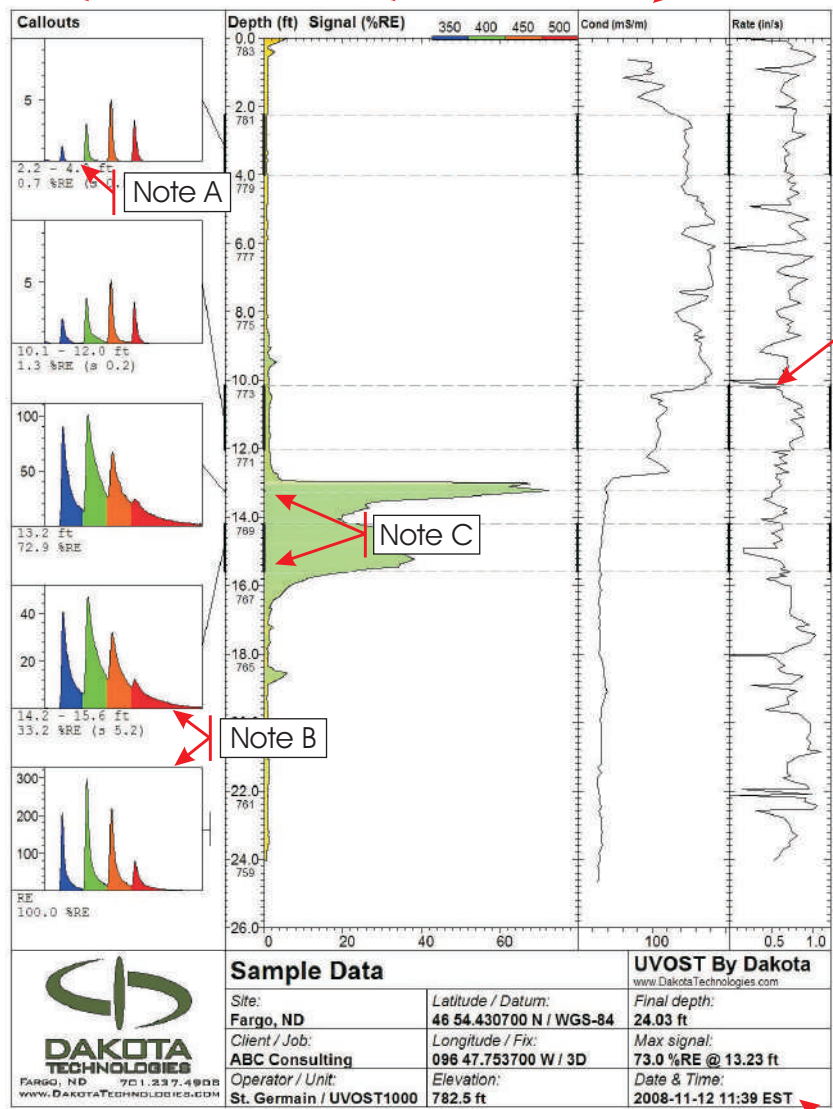 Callouts
Depth (ft) Signal (%RE) 350 400 450 500
Cond (mS/m)
Rate (in/s)
5
2.2 - 4.
0.7 %RE (s 0.
Note A
5
10.1 - 12.0 ft
1.3 %RE (s 0.2)
100
50
13.2 ft
72.9 %RE
40
20
14.2 - 15.6 ft
33.2 %RE (s 5.2)
Note B
300
200
100
RE
100.0 %RE
0.0
783
2.0
781
4.0
779
6.0
777
8.0
775
10.0
773
12.0
771
14.0
769
Note C
16.0
767
18.0
765
22.0
761
24.0
759
26.0
0 20 40 60
100
0.5 1.0
DAKOTA
TECHNOLOGIES
FARGO, ND 701.237.4908
WWW.DAKOTATECHNOLOGIES.COM
Sample Data
UVOST By Dakota
www.DakotaTechnologies.com
Site:
Fargo, ND
Latitude / Datum:
46 54.430700 N / WGS-84
Final depth:
24.03 ft
Client / Job:
ABC Consulting
Longitude / Fix:
096 47.753700 W / 3D
Max signal:
73.0 %RE @ 13.23 ft
Operator / Unit:
St. Germain / UVOST1000
Elevation:
782.5 ft
Date & Time:
2008-11-12 11:39 EST